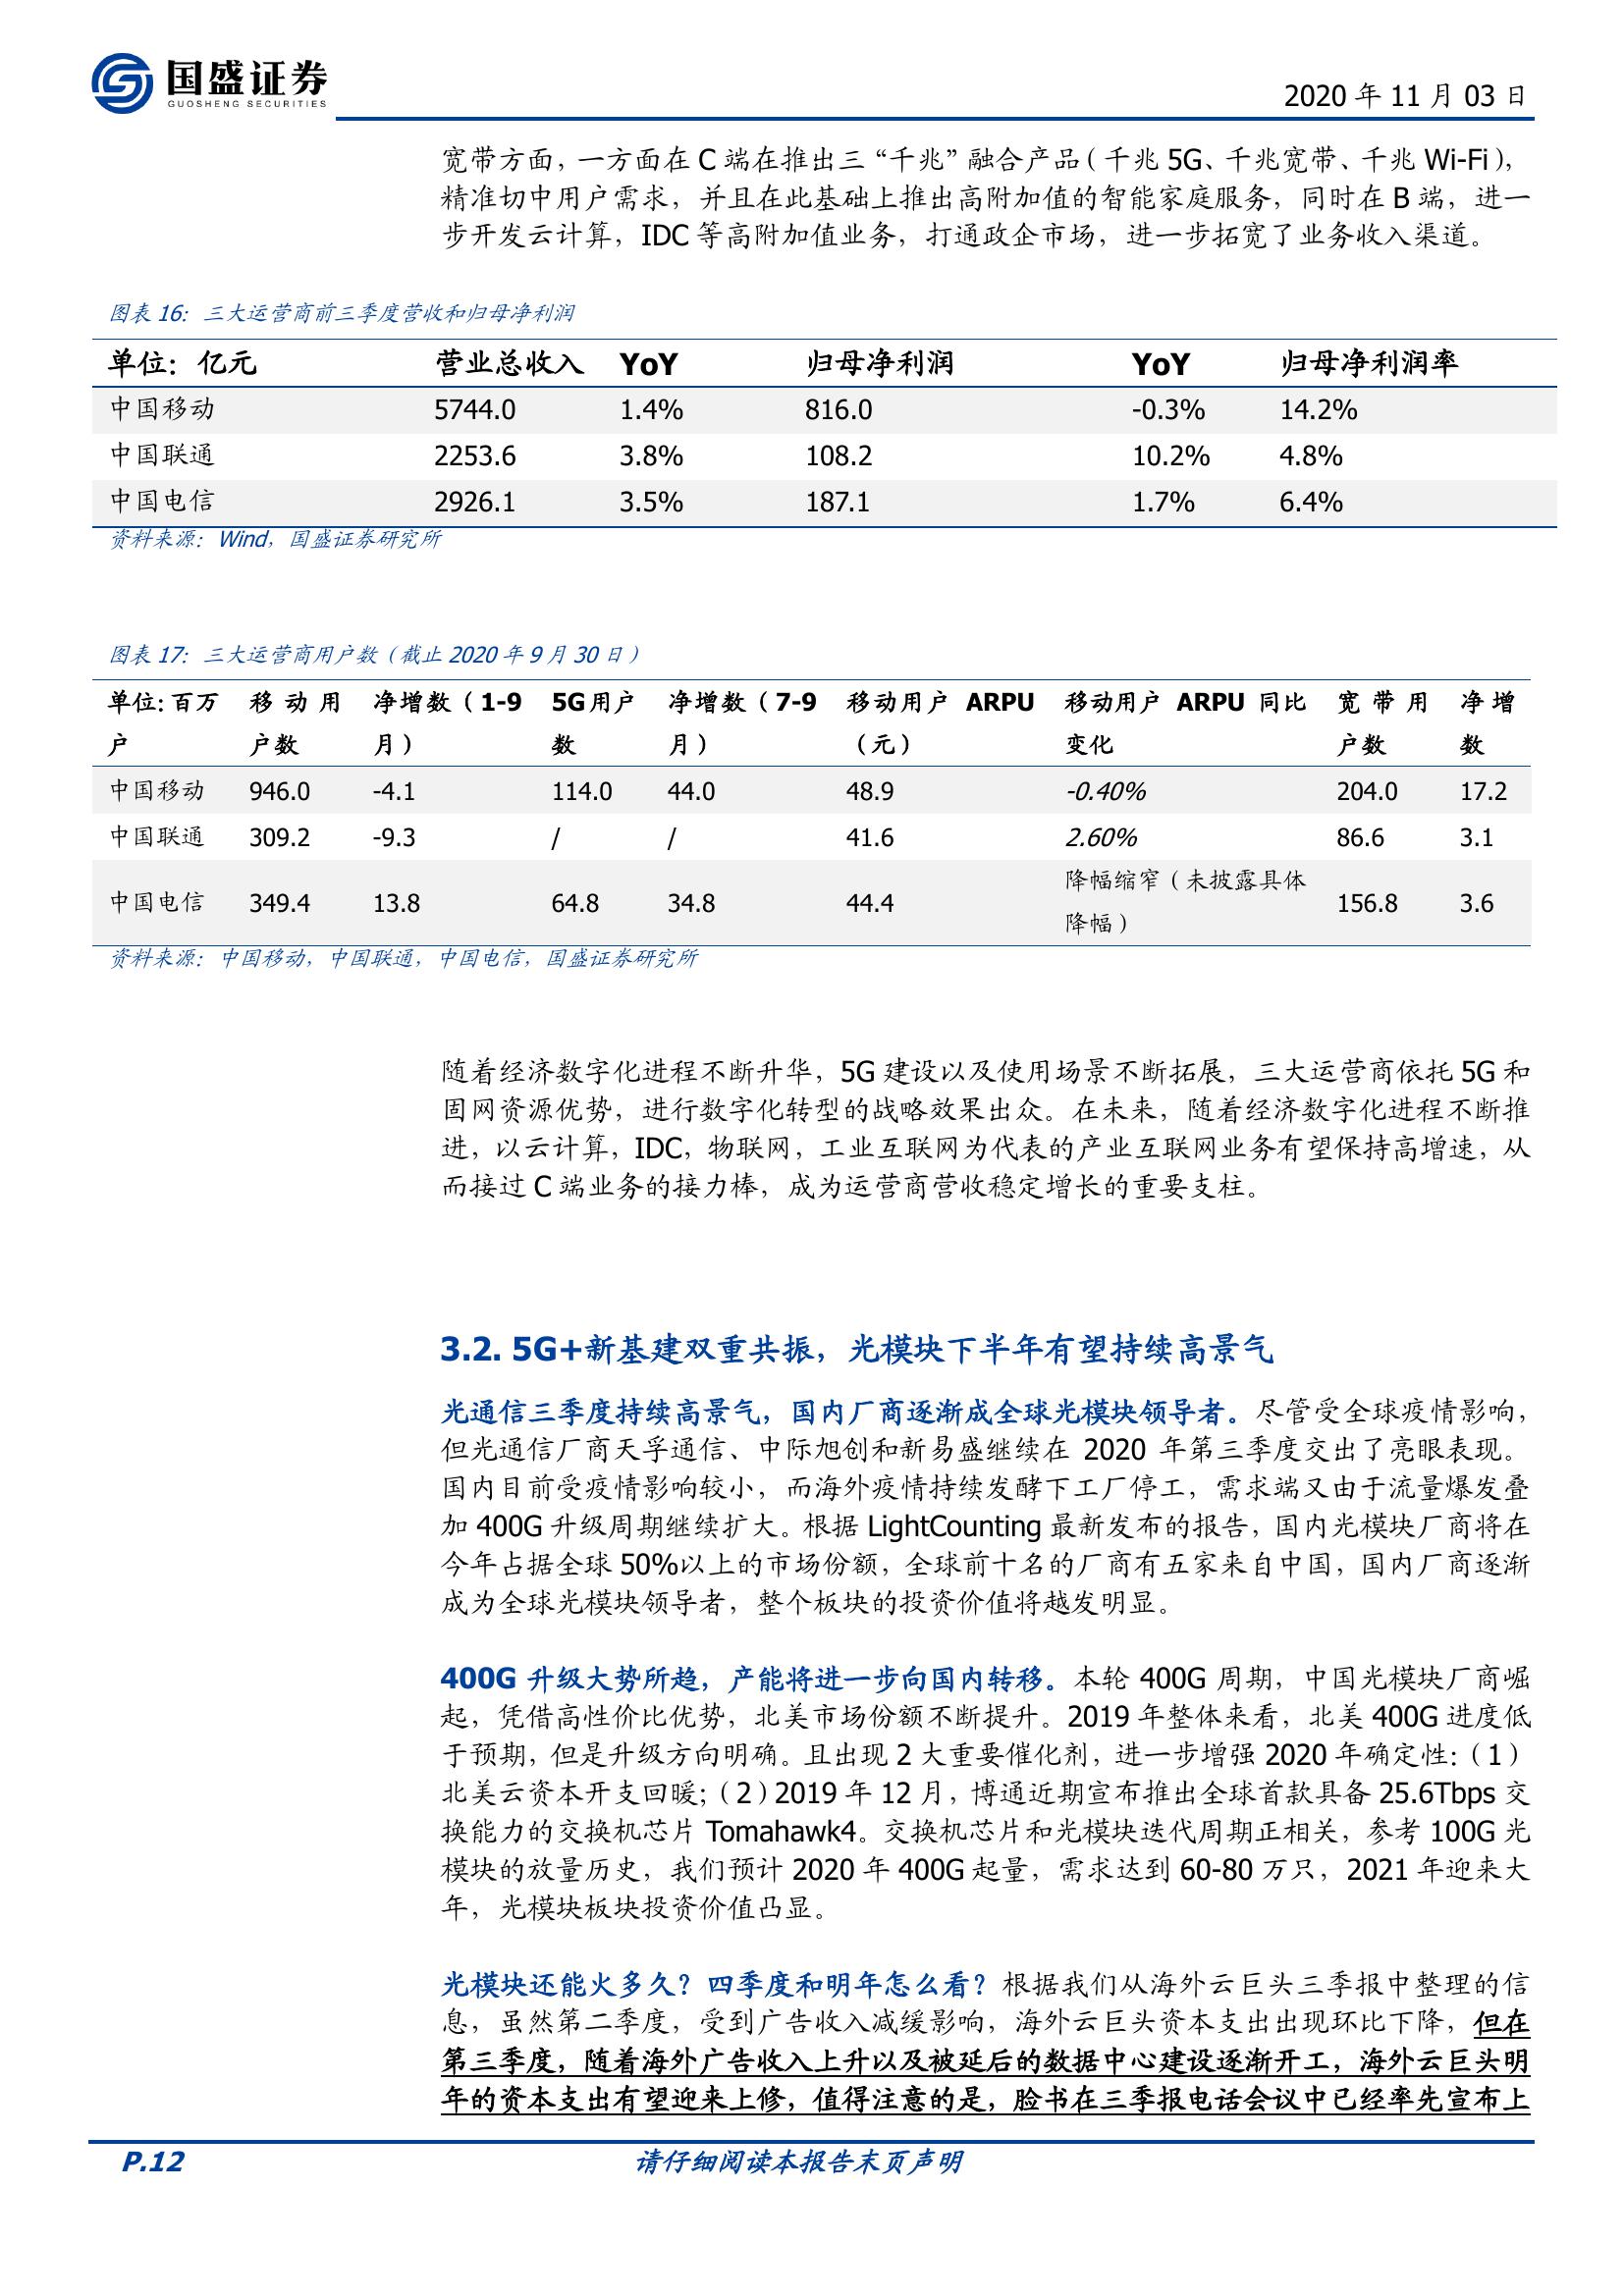 国盛证券
GUOSHENG SECURITIES
2020 年 11 月 03 日
宽带方面，一方面在 C 端在推出三 “千兆” 融合产品（千兆 5G、千兆宽带、千兆 Wi-Fi），
精准切中用户需求，并且在此基础上推出高附加值的智能家庭服务，同时在 B 端，进一
步开发云计算，IDC 等高附加值业务，打通政企市场，进一步拓宽了业务收入渠道。
图表 16：三大运营商前三季度营收和归母净利润
单位：亿元 营业总收入 YoY 归母净利润 YoY 归母净利润率
中国移动 5744.0 1.4% 816.0 -0.3% 14.2%
中国联通 2253.6 3.8% 108.2 10.2% 4.8%
中国电信 2926.1 3.5% 187.1 1.7% 6.4%
资料来源：Wind，国盛证券研究所
图表 17：三大运营商用户数（截止 2020 年 9 月 30 日）
单位: 百万 移 动 用 净增数（1-9 5G 用户 净增数（7-9 移动用户 ARPU 移动用户 ARPU 同比 宽 带 用 净 增
户 户数 月） 数 月） （元） 变化 户数 数
中国移动 946.0 -4.1 114.0 44.0 48.9 -0.40% 204.0 17.2
中国联通 309.2 -9.3 / / 41.6 2.60% 86.6 3.1
中国电信 349.4 13.8 64.8 34.8 44.4 降幅缩窄（未披露具体 156.8 3.6
降幅）
资料来源：中国移动，中国联通，中国电信，国盛证券研究所
随着经济数字化进程不断升华，5G 建设以及使用场景不断拓展，三大运营商依托 5G 和
固网资源优势，进行数字化转型的战略效果出众。在未来，随着经济数字化进程不断推
进，以云计算，IDC，物联网，工业互联网为代表的产业互联网业务有望保持高增速，从
而接过 C 端业务的接力棒，成为运营商营收稳定增长的重要支柱。
3.2. 5G+新基建双重共振，光模块下半年有望持续高景气
光通信三季度持续高景气，国内厂商逐渐成全球光模块领导者。尽管受全球疫情影响，
但光通信厂商天孚通信、中际旭创和新易盛继续在 2020 年第三季度交出了亮眼表现。
国内目前受疫情影响较小，而海外疫情持续发酵下工厂停工，需求端又由于流量爆发叠
加 400G 升级周期继续扩大。根据 LightCounting 最新发布的报告，国内光模块厂商将在
今年占据全球 50%以上的市场份额，全球前十名的厂商有五家来自中国，国内厂商逐渐
成为全球光模块领导者，整个板块的投资价值将越发明显。
400G 升级大势所趋，产能将进一步向国内转移。本轮 400G 周期，中国光模块厂商崛
起，凭借高性价比优势，北美市场份额不断提升。2019 年整体来看，北美 400G 进度低
于预期，但是升级方向明确。且出现 2 大重要催化剂，进一步增强 2020 年确定性：（1）
北美云资本开支回暖；（2）2019 年 12 月，博通近期宣布推出全球首款具备 25.6Tbps 交
换能力的交换机芯片 Tomahawk4。交换机芯片和光模块迭代周期正相关，参考 100G 光
模块的放量历史，我们预计 2020 年 400G 起量，需求达到 60-80 万只，2021 年迎来大
年，光模块板块投资价值凸显。
光模块还能火多久？四季度和明年怎么看？根据我们从海外云巨头三季报中整理的信
息，虽然第二季度，受到广告收入减缓影响，海外云巨头资本支出出现环比下降，但在
第三季度，随着海外广告收入上升以及被延后的数据中心建设逐渐开工，海外云巨头明
年的资本支出有望迎来上修，值得注意的是，脸书在三季报电话会议中已经率先宣布上
P.12 请仔细阅读本报告末页声明